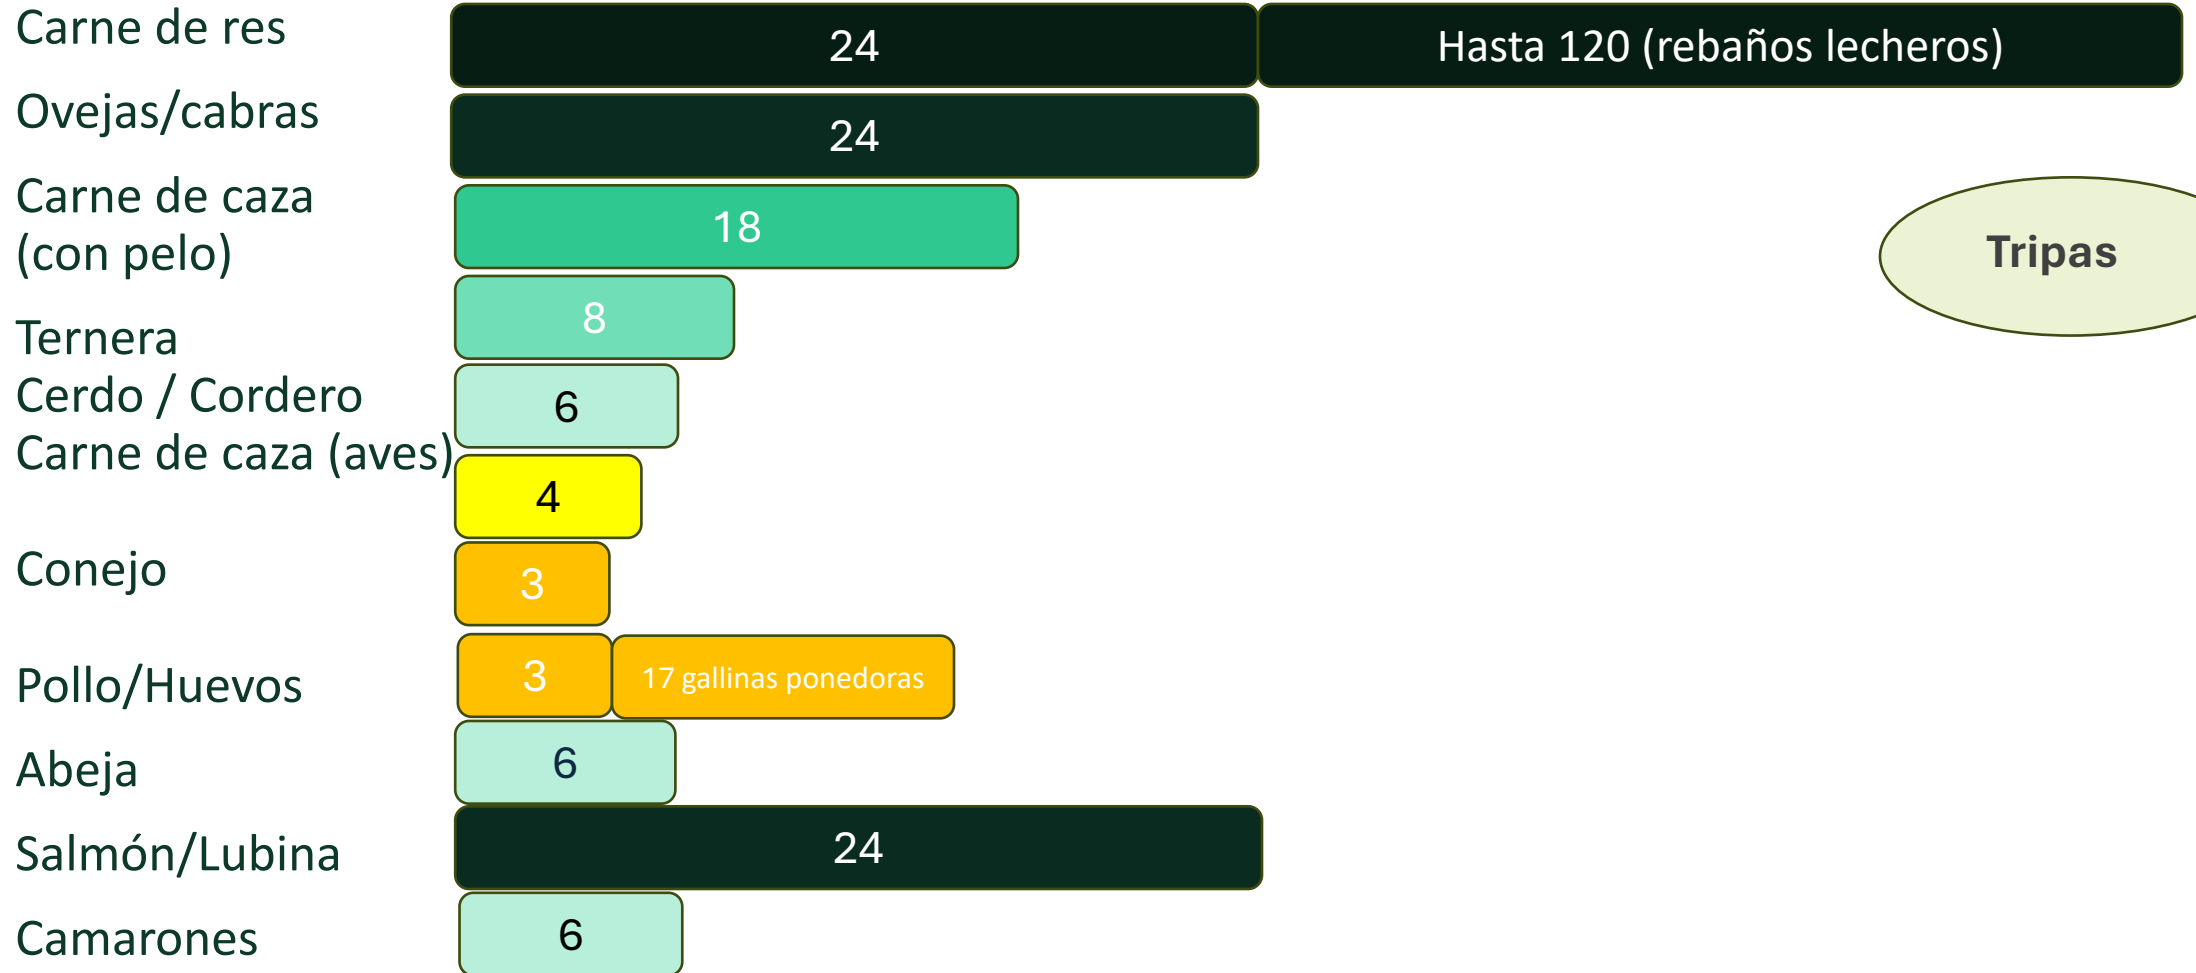 Carne de res
24
Hasta 120 (rebaños lecheros)
Ovejas/cabras
24
Carne de caza
(con pelo)
18
Tripas
8
Ternera
Cerdo / Cordero
6
Carne de caza (aves)
4
Conejo
3
Pollo/Huevos
3
17 gallinas ponedoras
Abeja
6
Salmón/Lubina
24
Camarones
6